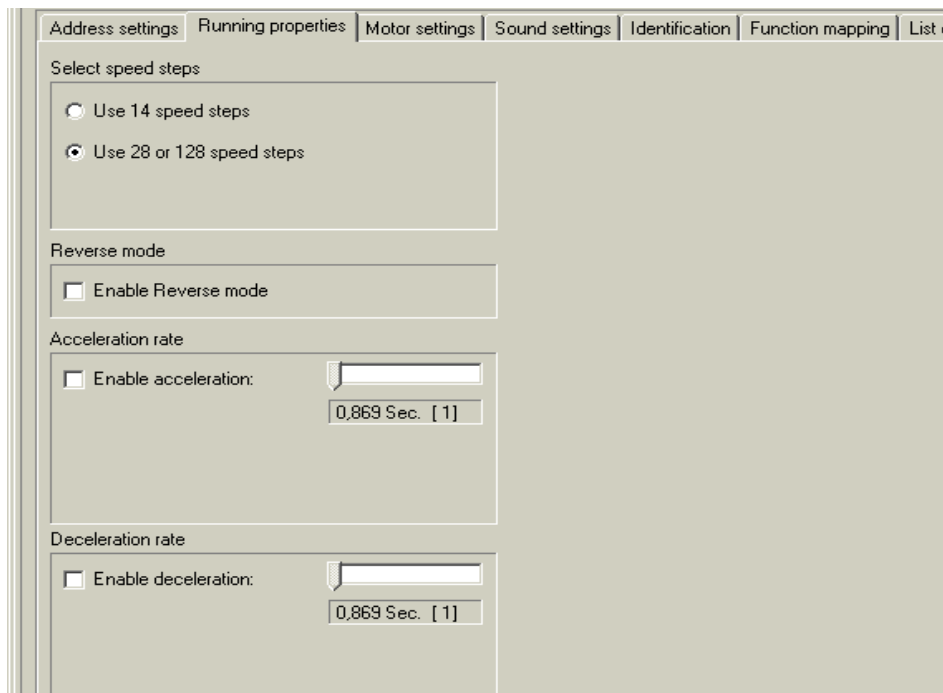 Address settings Running properties Motor settings Sound settings Identification Function mapping List
Select speed steps
Use 14 speed steps
Use 28 or 128 speed steps
Reverse mode
Enable Reverse mode
Acceleration rate
Enable acceleration:
0,869 Sec. [ 1]
Deceleration rate
Enable deceleration:
0,869 Sec. [ 1]